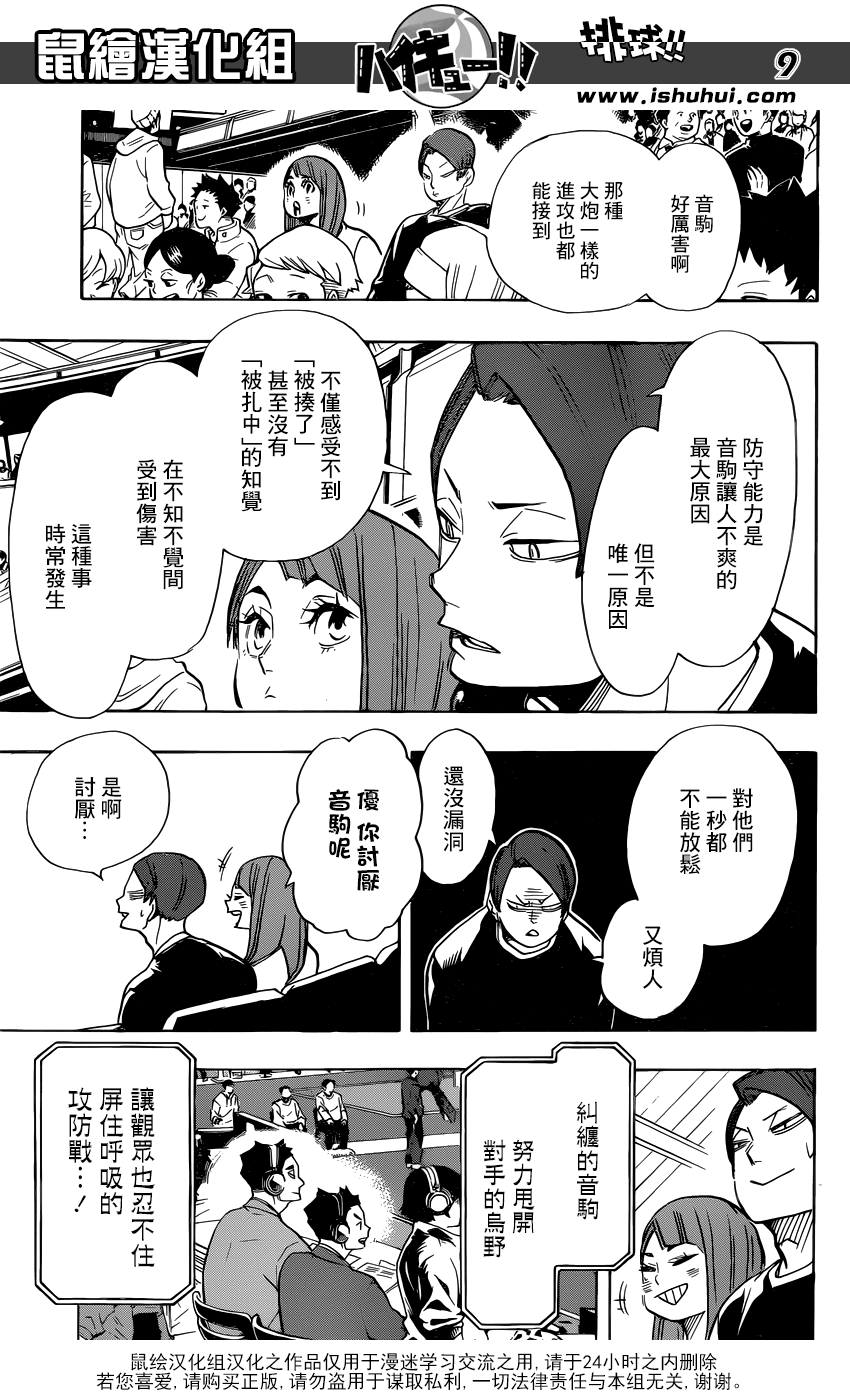 鼠繪漢化組
ハイキュー!!
排球!!
9
www.ishuhui.com
音駒
好厲害啊
那種
大炮一樣的
進攻也都
能接到
防守能力是
音駒讓人不爽的
最大原因
但不是
唯一原因
不僅感受不到
「被揍了」
甚至沒有
「被扎中」的知覺
在不知不覺間
受到傷害
這種事
時常發生
對他們
一秒都
不能放鬆
又煩人
還沒漏洞
優 你討厭
音駒呢
是啊
討厭…
糾纏的音駒
努力甩開
對手的烏野
讓觀眾也忍不住
屏住呼吸的
攻防戰…!
鼠绘汉化组汉化之作品仅用于漫迷学习交流之用, 请于24小时之内删除
若您喜爱, 请购买正版, 请勿用于谋取私利, 一切法律责任与本组无关, 谢谢。